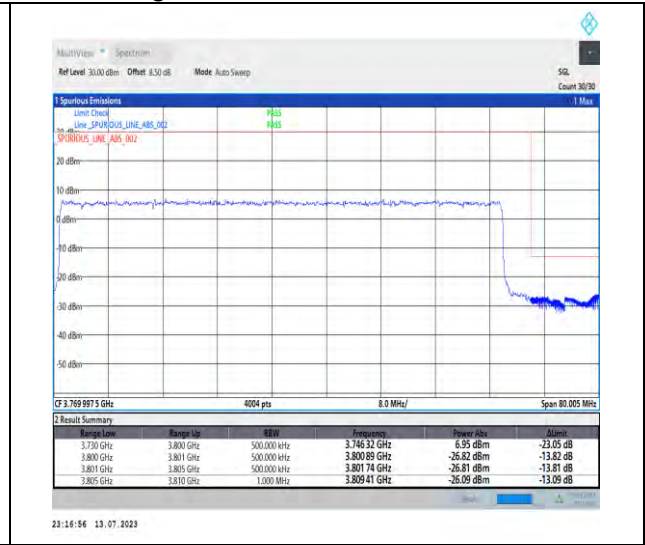 MultiView Spectrum
Ref Level 30.00 dBm Offset 8.50 dB Mode Auto Sweep SGL
Count 30/30
1 Spurious Emissions 1 Max
Limit Check PASS
Line _SPURIOUS_LINE_ABS_002 PASS
_SPURIOUS_LINE_ABS_002
20 dBm
10 dBm
0 dBm
-10 dBm
-20 dBm
-30 dBm
-40 dBm
-50 dBm
CF 3.769 997 5 GHz 4004 pts 8.0 MHz/ Span 80.005 MHz
2 Result Summary
Range Low Range Up RBW Frequency Power Abs ΔLimit
3.730 GHz 3.800 GHz 500.000 kHz 3.746 32 GHz 6.95 dBm -23.05 dB
3.800 GHz 3.801 GHz 500.000 kHz 3.800 89 GHz -26.82 dBm -13.82 dB
3.801 GHz 3.805 GHz 500.000 kHz 3.801 74 GHz -26.81 dBm -13.81 dB
3.805 GHz 3.810 GHz 1.000 MHz 3.809 41 GHz -26.09 dBm -13.09 dB
23:16:56 13.07.2023